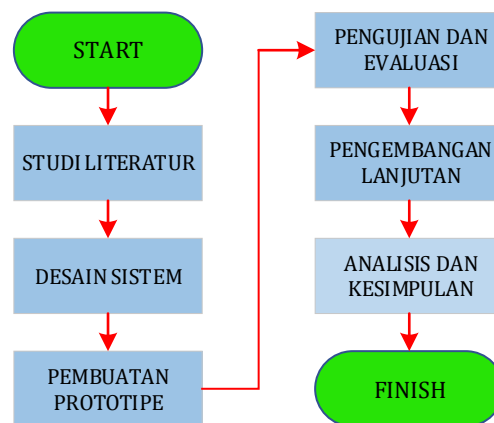 START
STUDI LITERATUR
DESAIN SISTEM
PEMBUATAN
PROTOTIPE
PENGUJIAN DAN
EVALUASI
PENGEMBANGAN
LANJUTAN
ANALISIS DAN
KESIMPULAN
FINISH